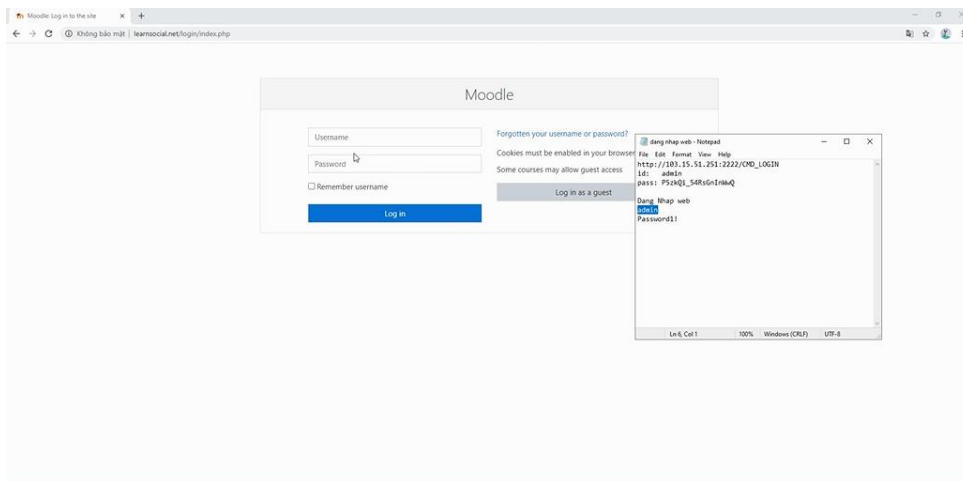 Moodle: Log in to the site
Không bảo mật | learnsocial.net/login/index.php
Moodle
Username
Password
Remember username
Log in
Forgotten your username or password?
Cookies must be enabled in your browser
Some courses may allow guest access
Log in as a guest
dang nhap web - Notepad
File Edit Format View Help
http://103.15.51.251:2222/CMD_LOGIN
id: admin
pass: P5zkQi_54RsGnInWwQ
Dang Nhap web
admin
Password1!
Ln 6, Col 1 100% Windows (CRLF) UTF-8